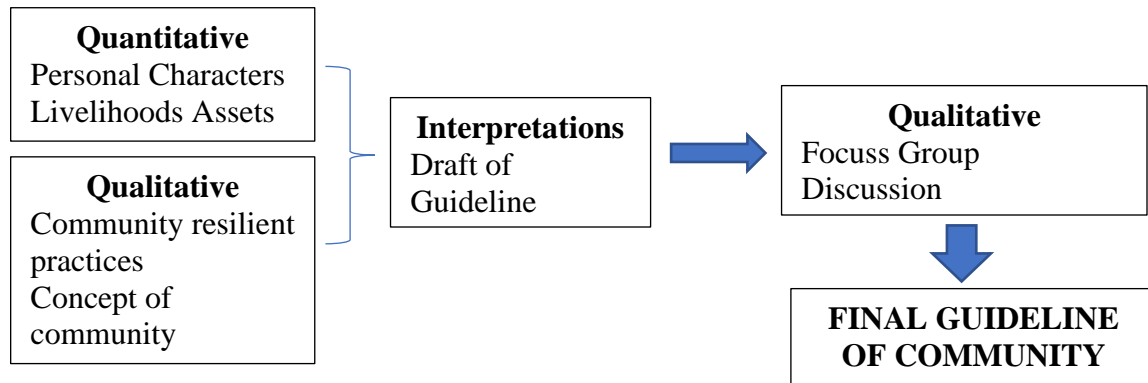 Quantitative
Personal Characters
Livelihoods Assets
Qualitative
Community resilient
practices
Concept of
community
Interpretations
Draft of
Guideline
Qualitative
Focuss Group
Discussion
FINAL GUIDELINE
OF COMMUNITY